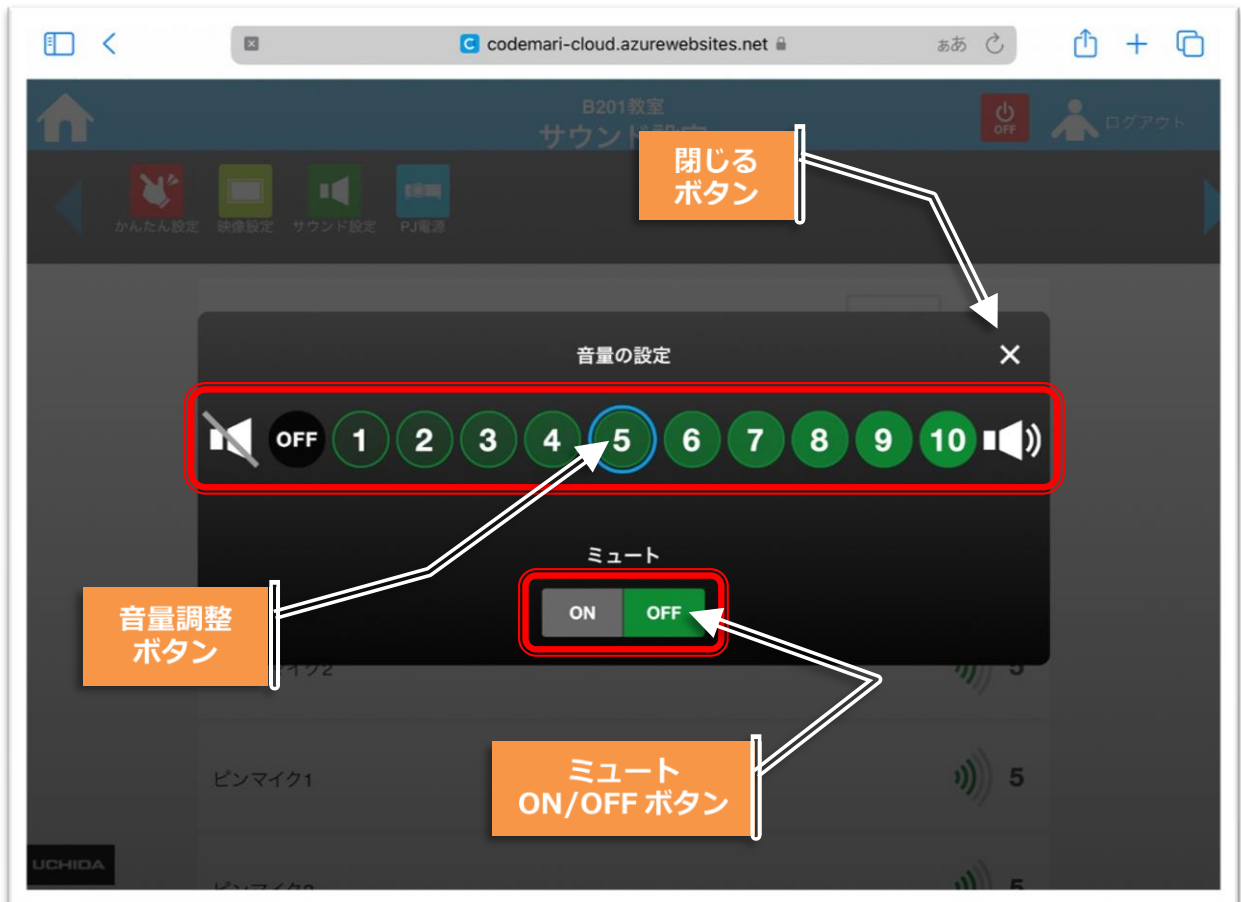 codemari-cloud.azurewebsites.net
ああ
B201教室
サウンド設定
OFF
ログアウト
かんたん設定
映像設定
サウンド設定
PJ電源
閉じる
ボタン
音量の設定
OFF 1 2 3 4 5 6 7 8 9 10
ミュート
ON OFF
音量調整
ボタン
5
ピンマイク1 5
ミュート
ON/OFF ボタン
UCHIDA
5